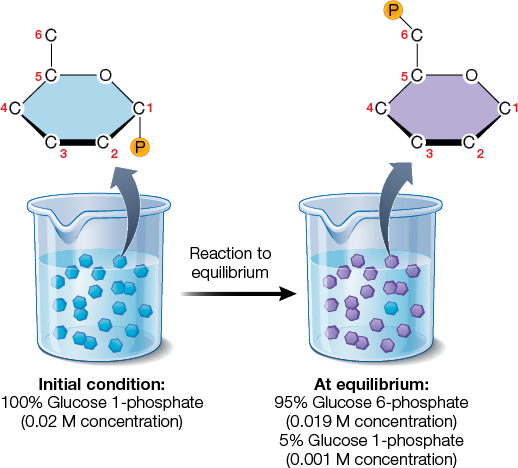 6 C
5 C O
4 C C 1
P
C 3 C 2
P
6 C
5 C O
4 C C 1
C 3 C 2
Reaction to
equilibrium
Initial condition:
100% Glucose 1-phosphate
(0.02 M concentration)
At equilibrium:
95% Glucose 6-phosphate
(0.019 M concentration)
5% Glucose 1-phosphate
(0.001 M concentration)